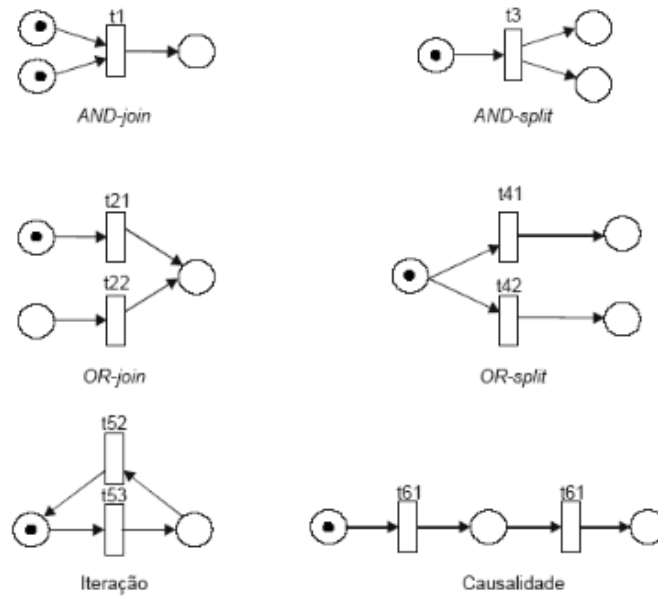 t1
t3
AND-join
AND-split
t21
t41
t22
t42
OR-join
OR-split
t52
t53
t61
t61
Iteração
Causalidade